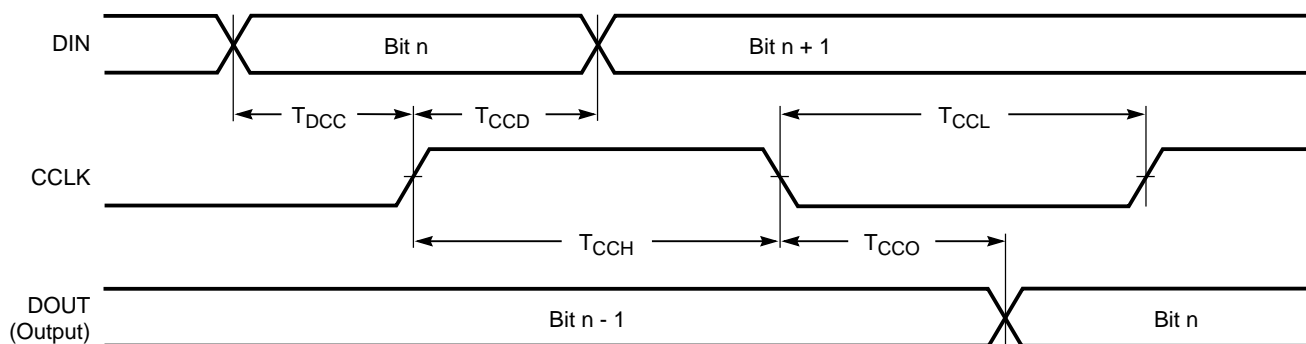 DIN
Bit n
Bit n + 1
TDCC
TCCD
TCCL
CCLK
TCCH
TCCO
DOUT
(Output)
Bit n - 1
Bit n